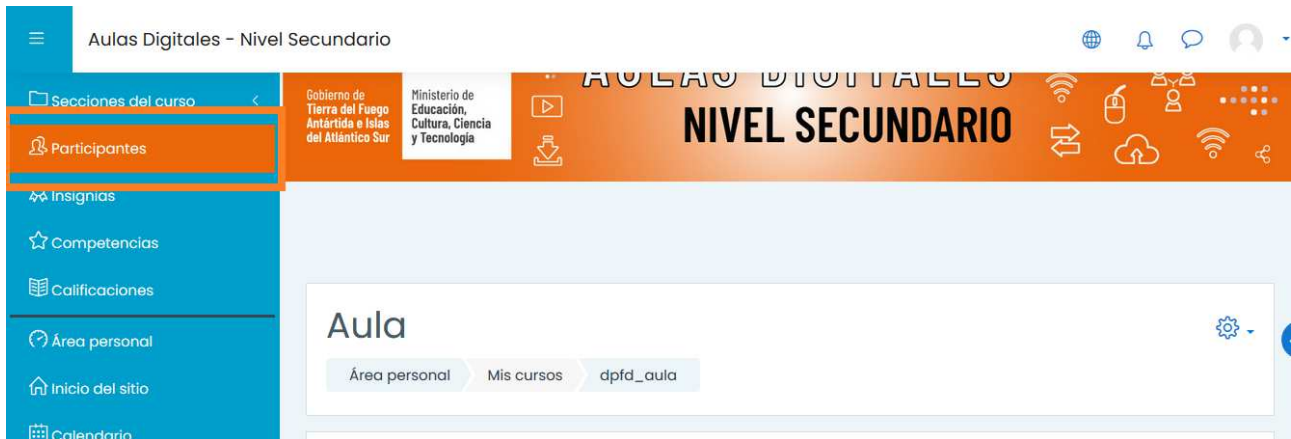 Aulas Digitales - Nivel Secundario
Secciones del curso
Participantes
Insignias
Competencias
Calificaciones
Área personal
Inicio del sitio
Calendario
Gobierno de
Tierra del Fuego
Antártida e Islas
del Atlántico Sur
Ministerio de
Educación,
Cultura, Ciencia
y Tecnología
AULAS DIGITALES
NIVEL SECUNDARIO
Aula
Área personal Mis cursos dpfd_aula